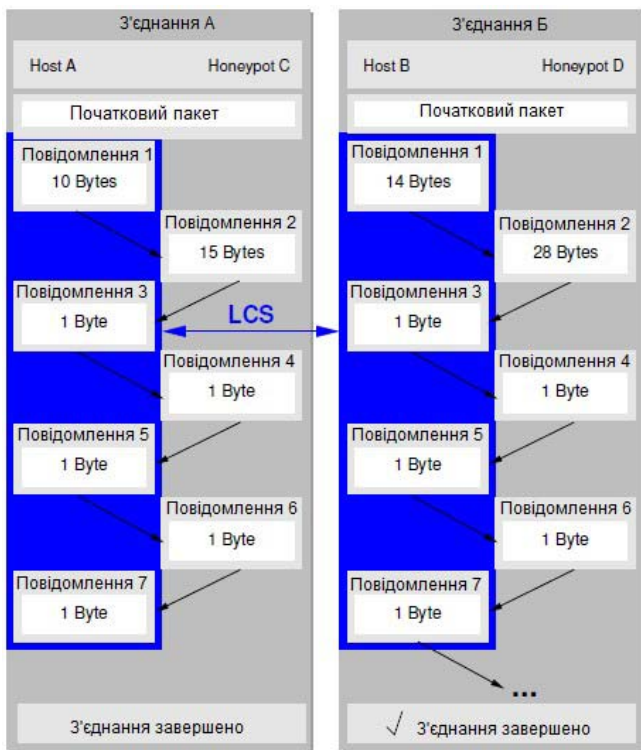 З'єднання А
Host A Honeypot C
Початковий пакет
Повідомлення 1
10 Bytes
Повідомлення 2
15 Bytes
Повідомлення 3
1 Byte
Повідомлення 4
1 Byte
Повідомлення 5
1 Byte
Повідомлення 6
1 Byte
Повідомлення 7
1 Byte
З'єднання завершено
LCS
З'єднання Б
Host B Honeypot D
Початковий пакет
Повідомлення 1
14 Bytes
Повідомлення 2
28 Bytes
Повідомлення 3
1 Byte
Повідомлення 4
1 Byte
Повідомлення 5
1 Byte
Повідомлення 6
1 Byte
Повідомлення 7
1 Byte
...
√ З'єднання завершено